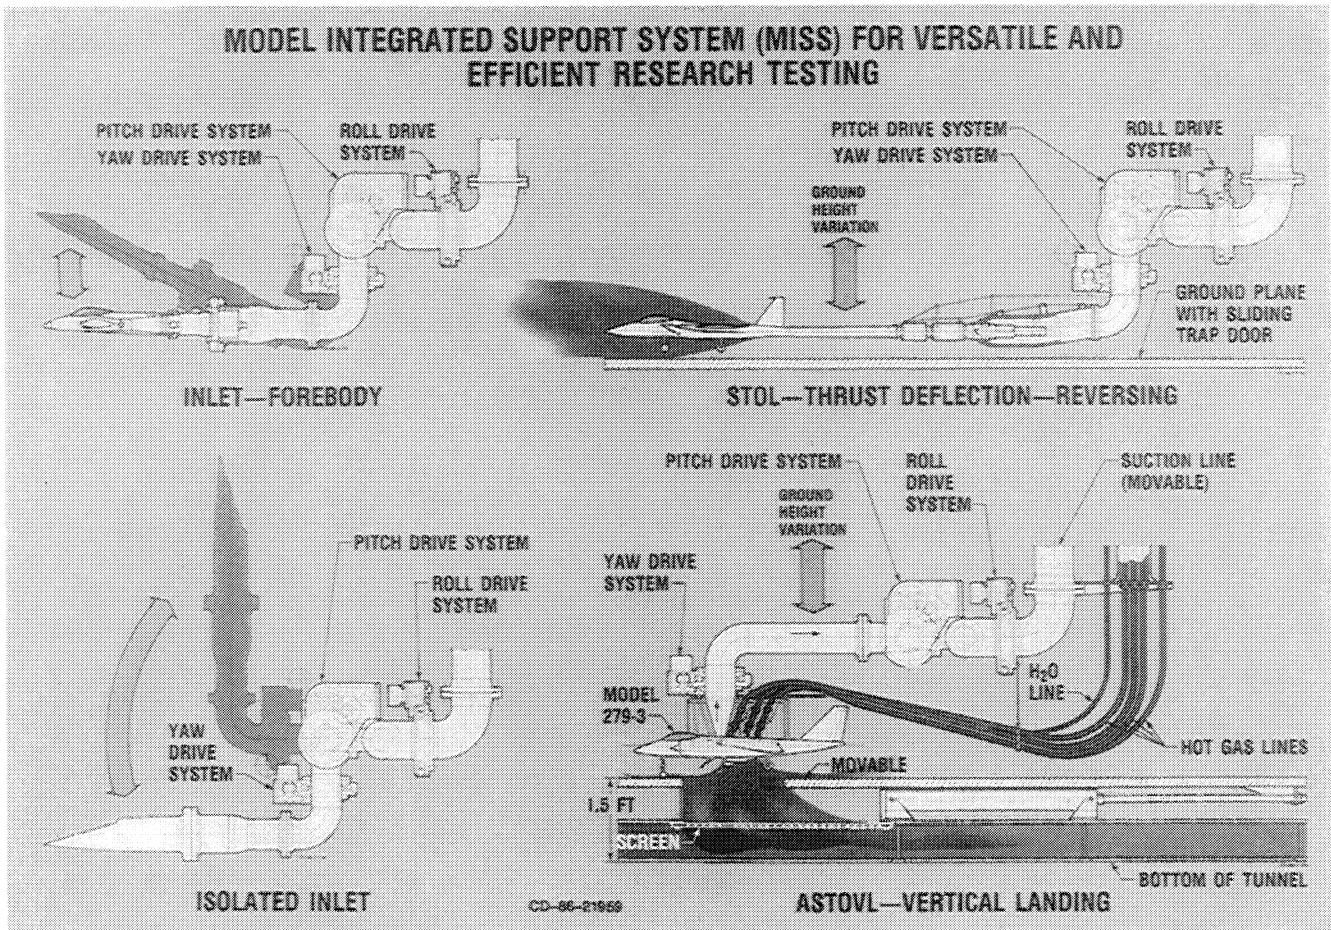 MODEL INTEGRATED SUPPORT SYSTEM (MISS) FOR VERSATILE AND
EFFICIENT RESEARCH TESTING
PITCH DRIVE SYSTEM
YAW DRIVE SYSTEM
ROLL DRIVE
SYSTEM
INLET—FOREBODY
PITCH DRIVE SYSTEM
YAW DRIVE SYSTEM
ROLL DRIVE
SYSTEM
GROUND
HEIGHT
VARIATION
GROUND PLANE
WITH SLIDING
TRAP DOOR
STOL—THRUST DEFLECTION—REVERSING
PITCH DRIVE SYSTEM
ROLL DRIVE
SYSTEM
YAW
DRIVE
SYSTEM
ISOLATED INLET
CD-86-21959
PITCH DRIVE SYSTEM
ROLL
DRIVE
SYSTEM
SUCTION LINE
(MOVABLE)
GROUND
HEIGHT
VARIATION
YAW DRIVE
SYSTEM
MODEL
279-3
H2O
LINE
HOT GAS LINES
MOVABLE
1.5 FT
SCREEN
BOTTOM OF TUNNEL
ASTOVL—VERTICAL LANDING